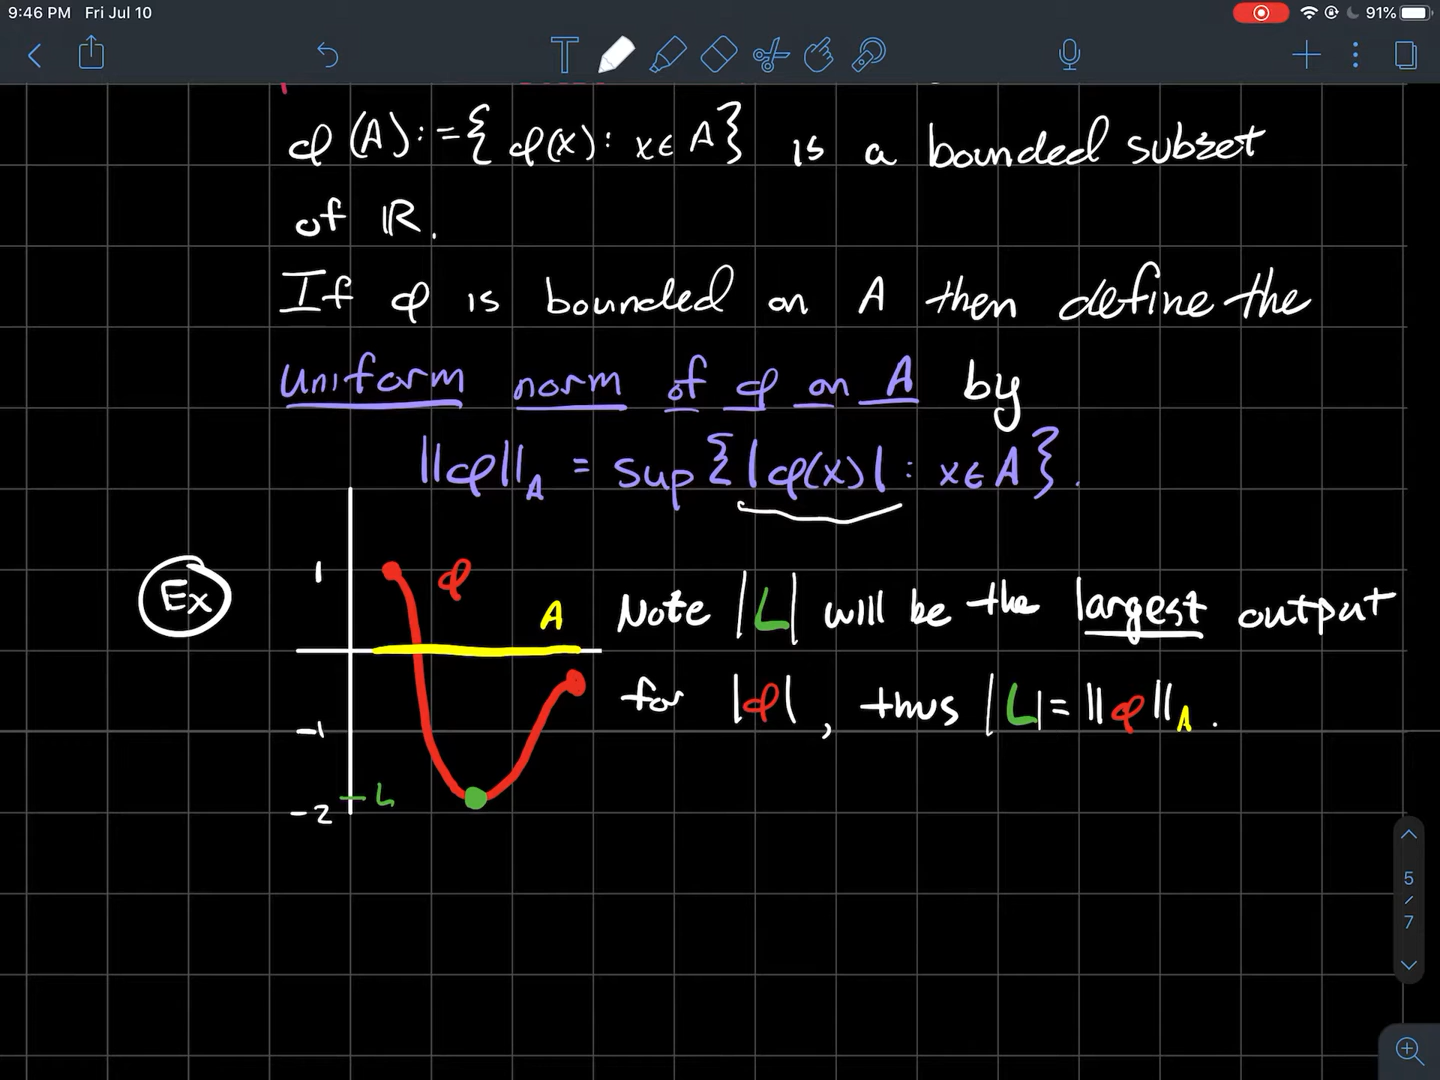 9:46 PM Fri Jul 10
91%
φ(A):={φ(x): x∈A} is a bounded subset
of ℝ.
If φ is bounded on A then define the
uniform norm of φ on A by
||φ||_A = sup{|φ(x)| : x∈A}.
Ex
1
φ
A
-1
L
-2
Note |L| will be the largest output
for |φ|, thus |L| = ||φ||_A.
5
/
7